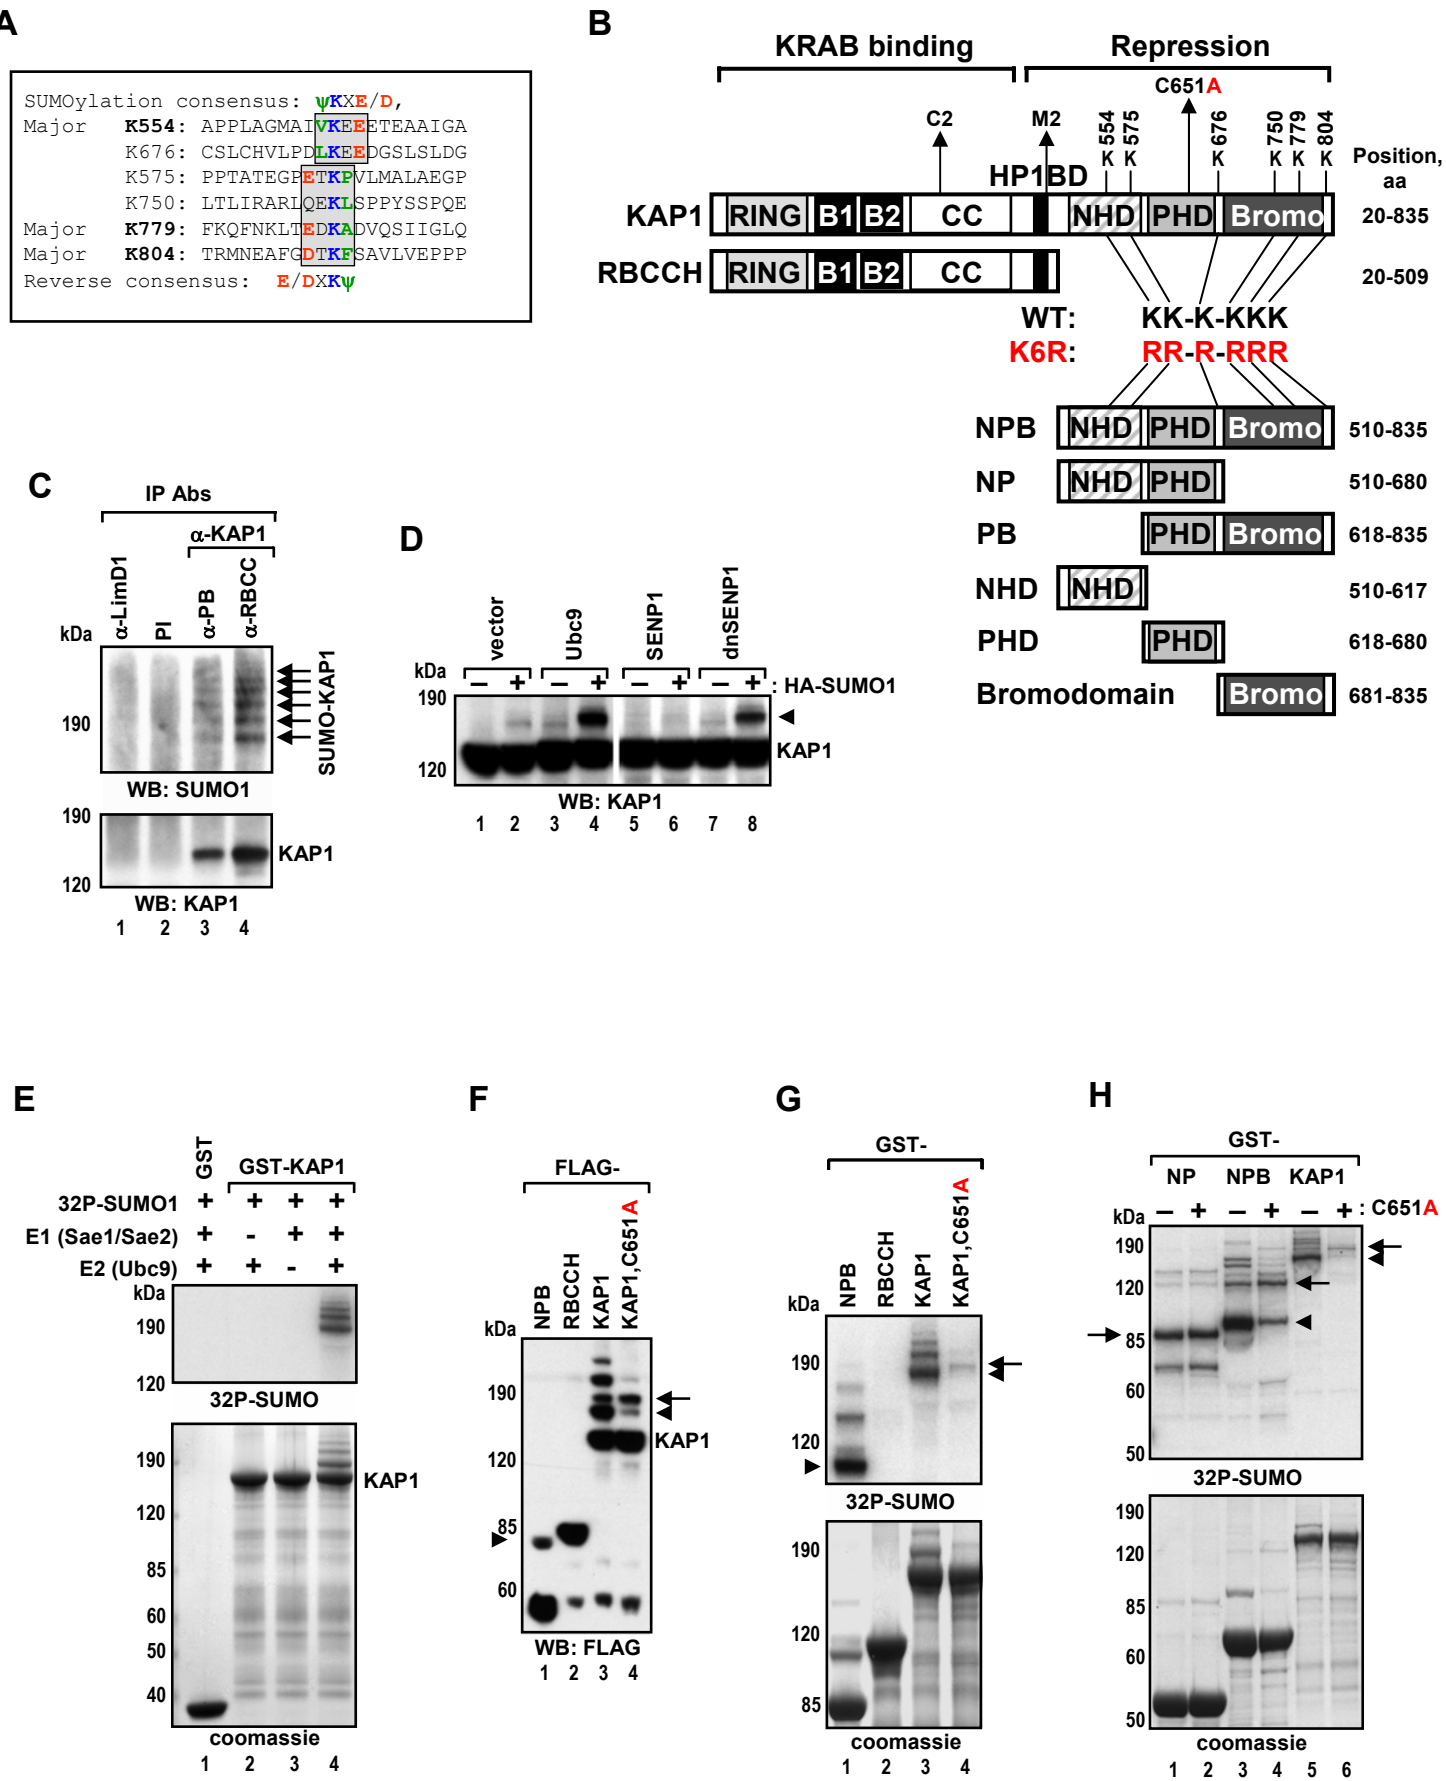 A
SUMOylation consensus: ψKXE/D,
Major K554: APPLAGMAIVKEEETEAAIGA
K676: CSLCHVLPDLKEEDGSLSLDG
K575: PPTATEGPETKPVLMALAEGP
K750: LTLIRARLQEKLSPPYSSPQE
Major K779: FKQFNKLTEDKADVQSIIGLQ
Major K804: TRMNEAFGDTKFSAVLVEPPP
Reverse consensus: E/DXKψ
B
KRAB binding
Repression
C651A
C2
M2
HP1BD
K 554
K 575
K 676
K 750
K 779
K 804
Position, aa
KAP1 RING B1 B2 CC NHD PHD Bromo 20-835
RBCCH RING B1 B2 CC 20-509
WT: KK-K-KKK
K6R: RR-R-RRR
NPB NHD PHD Bromo 510-835
NP NHD PHD 510-680
PB PHD Bromo 618-835
NHD NHD 510-617
PHD PHD 618-680
Bromodomain Bromo 681-835
C
IP Abs
α-KAP1
α-LimD1
PI
α-PB
α-RBCC
kDa
190
SUMO-KAP1
WB: SUMO1
190
KAP1
120
WB: KAP1
1 2 3 4
D
vector
Ubc9
SENP1
dnSENP1
kDa
– + – + – + – + : HA-SUMO1
190
KAP1
120
WB: KAP1
1 2 3 4 5 6 7 8
E
GST
GST-KAP1
32P-SUMO1 + + + +
E1 (Sae1/Sae2) + - + +
E2 (Ubc9) + + - +
kDa
190
120
32P-SUMO
190
KAP1
120
85
60
50
40
coomassie
1 2 3 4
F
FLAG-
NPB
RBCCH
KAP1
KAP1,C651A
kDa
190
KAP1
120
85
60
WB: FLAG
1 2 3 4
G
GST-
NPB
RBCCH
KAP1
KAP1,C651A
kDa
190
120
32P-SUMO
190
120
85
coomassie
1 2 3 4
H
GST-
NP NPB KAP1
– + – + – + : C651A
kDa
190
120
85
60
50
32P-SUMO
190
120
85
60
50
coomassie
1 2 3 4 5 6